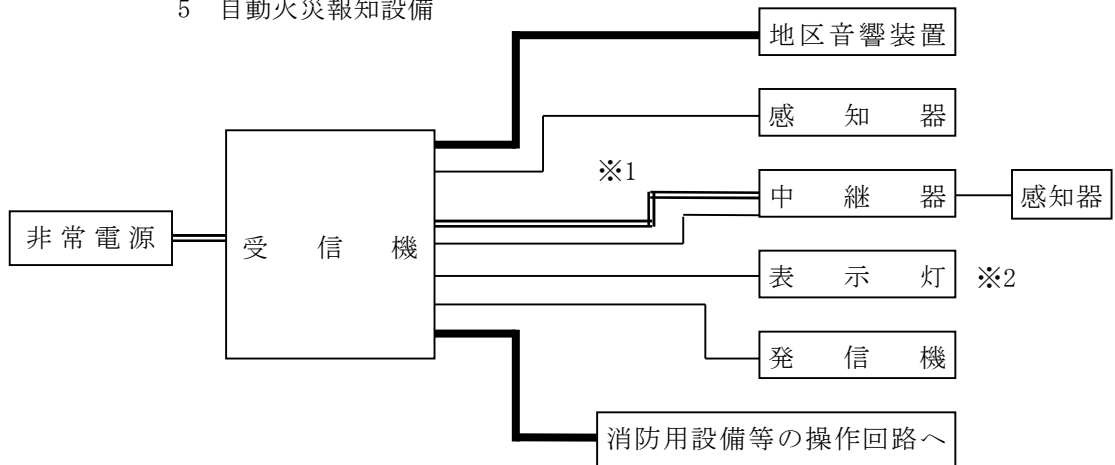 5 自動火災報知設備
地区音響装置
感知器
※1
中継器
感知器
非常電源
受信機
表示灯
※2
発信機
消防用設備等の操作回路へ